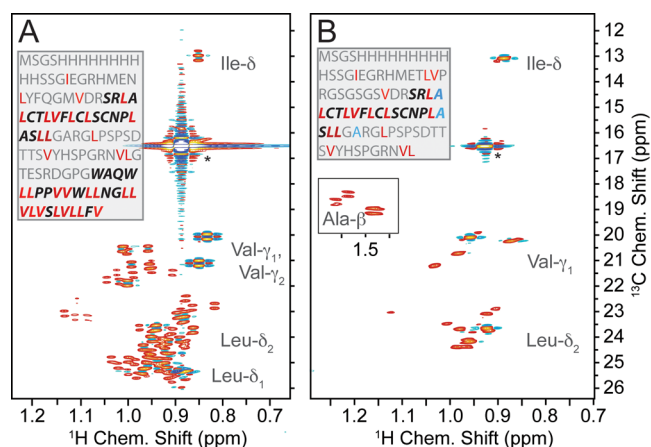 A
MSGSHHHHHHHH
HHSSGIEGRHMEN
LYFQGMVDRSRLA
LCTLVFLCLSCNPL
ASLLGARGLPSPSD
TTSVYHSPGRNVLG
TESRDGPGWAQW
LLPPVVWLLNGLL
VLVSLVLLFV
Ile-δ
*
Val-γ1,
Val-γ2
Leu-δ2
Leu-δ1
1.2 1.1 1.0 0.9 0.8 0.7
1H Chem. Shift (ppm)
B
MSGSHHHHHHHHH
HSSGIEGRHMETLVP
RGSGSGSVDRSRLA
LCTLVFLCLSCNPLA
SLLGARGLPSPSDTT
SVYHSPGRNVL
Ile-δ
*
Ala-β
1.5
Val-γ1
Leu-δ2
1.2 1.1 1.0 0.9 0.8 0.7
1H Chem. Shift (ppm)
12
13
14
15
16
17
18
19
20
21
22
23
24
25
26
13C Chem. Shift (ppm)